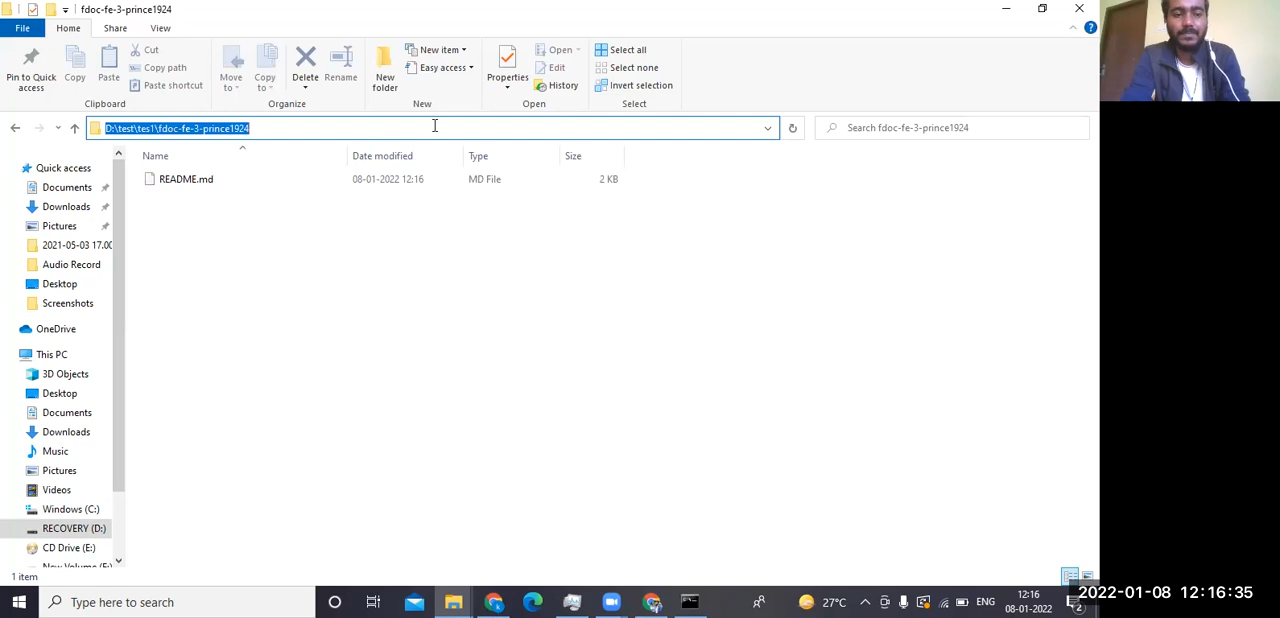 fdoc-fe-3-prince1924
File Home Share View
Pin to Quick access
Copy
Paste
Cut
Copy path
Paste shortcut
Move to
Copy to
Delete
Rename
New folder
New item
Easy access
Properties
Open
Edit
History
Select all
Select none
Invert selection
Clipboard Organize New Open Select
D:\test\tes1\fdoc-fe-3-prince1924
Search fdoc-fe-3-prince1924
Name Date modified Type Size
README.md 08-01-2022 12:16 MD File 2 KB
Quick access
Documents
Downloads
Pictures
2021-05-03 17.00
Audio Record
Desktop
Screenshots
OneDrive
This PC
3D Objects
Desktop
Documents
Downloads
Music
Pictures
Videos
Windows (C:)
RECOVERY (D:)
CD Drive (E:)
1 item
Type here to search
27°C
ENG
12:16
08-01-2022
2
2022-01-08 12:16:35